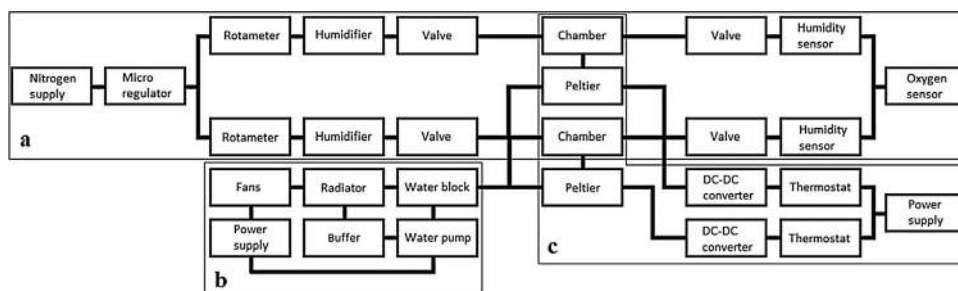 Rotameter
Humidifier
Valve
Chamber
Valve
Humidity
sensor
Nitrogen
supply
Micro
regulator
Peltier
Oxygen
sensor
a
Rotameter
Humidifier
Valve
Chamber
Valve
Humidity
sensor
Fans
Radiator
Water block
Peltier
DC-DC
converter
Thermostat
Power
supply
Power
supply
Buffer
Water pump
DC-DC
converter
Thermostat
b
c